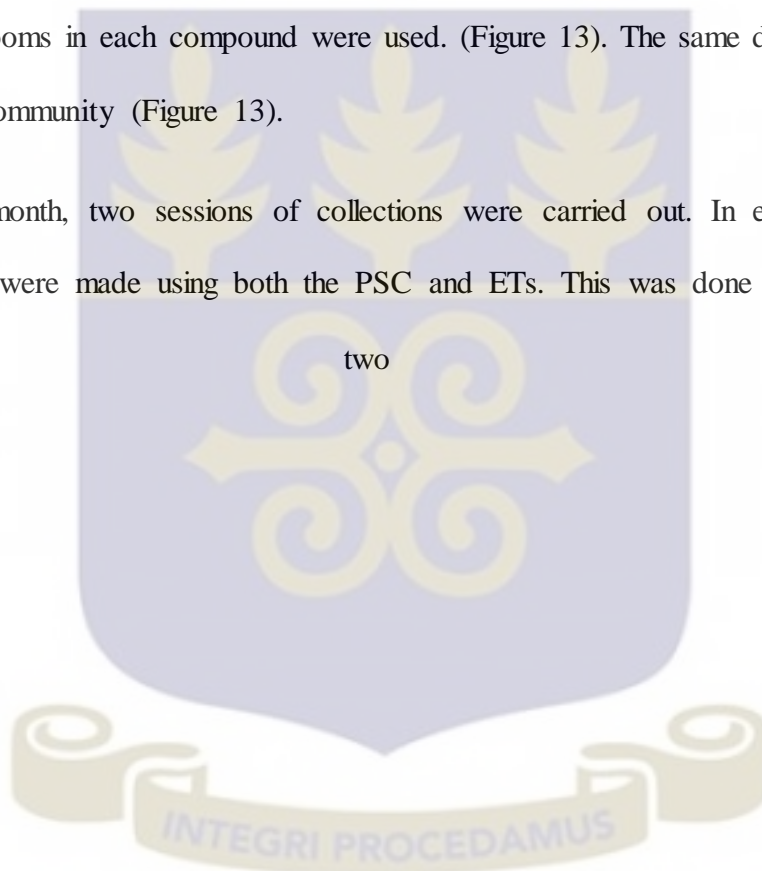 ooms in each compound were used. (Figure 13). The same d
ommunity (Figure 13).
month, two sessions of collections were carried out. In e
were made using both the PSC and ETs. This was done
two
INTEGRI PROCEDAMUS